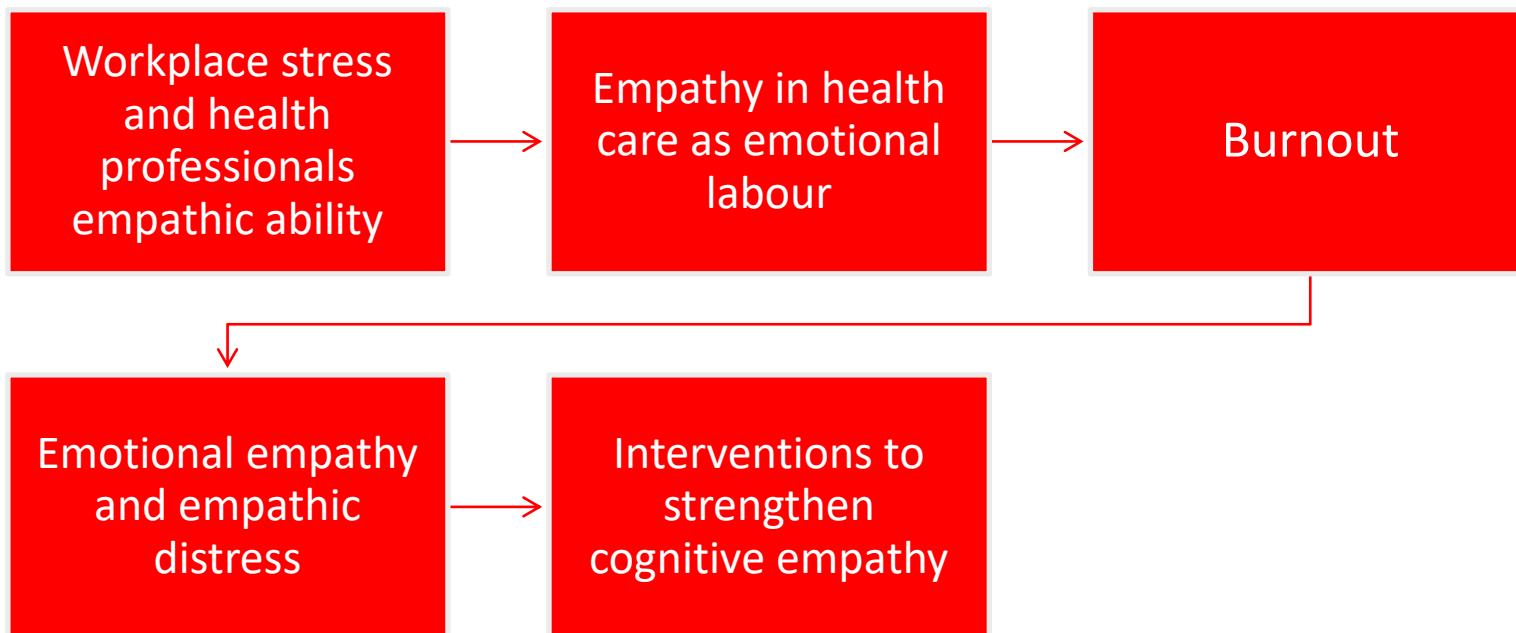 Workplace stress
and health
professionals
empathic ability
Empathy in health
care as emotional
labour
Burnout
Emotional empathy
and empathic
distress
Interventions to
strengthen
cognitive empathy